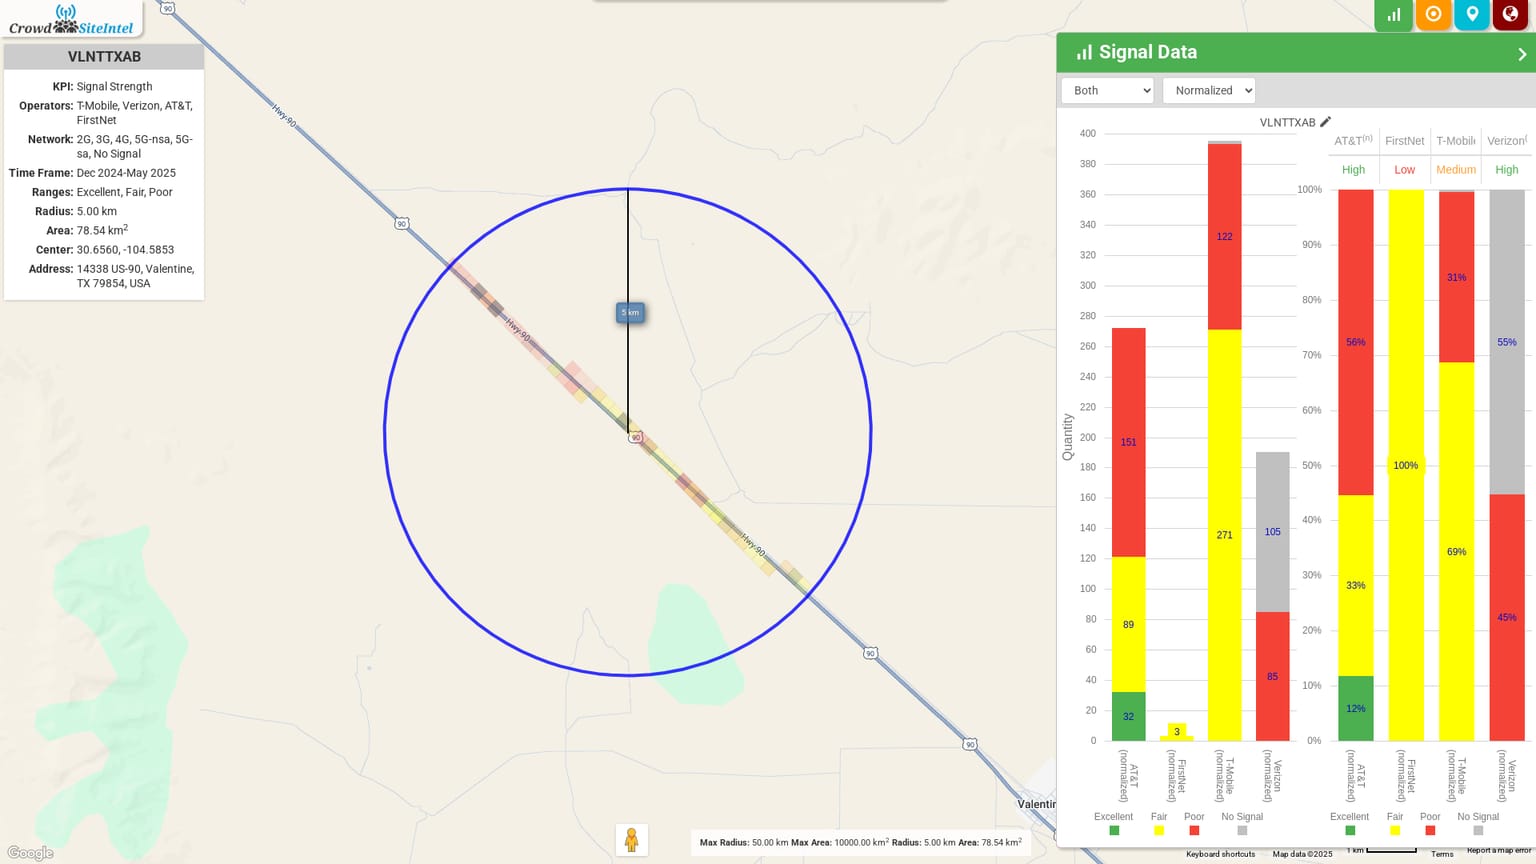 Crowd SiteIntel
VLNTTXAB
KPI: Signal Strength
Operators: T-Mobile, Verizon, AT&T,
FirstNet
Network: 2G, 3G, 4G, 5G-nsa, 5G-
sa, No Signal
Time Frame: Dec 2024-May 2025
Ranges: Excellent, Fair, Poor
Radius: 5.00 km
Area: 78.54 km²
Center: 30.6560, -104.5853
Address: 14338 US-90, Valentine,
TX 79854, USA
90
Hwy-90
90
5 km
Hwy-90
90
Hwy-90
90
90
Valentin
Google
Max Radius: 50.00 km Max Area: 10000.00 km² Radius: 5.00 km Area: 78.54 km²
Signal Data
Both
Normalized
VLNTTXAB
Quantity
400
380
360
340
320
300
280
260
240
220
200
180
160
140
120
100
80
60
40
20
0
151
89
32
3
122
271
105
85
AT&T (normalized)
FirstNet (normalized)
T-Mobile (normalized)
Verizon (normalized)
Excellent Fair Poor No Signal
AT&T(n) FirstNet T-Mobile Verizon(
High Low Medium High
100%
90%
80%
70%
60%
50%
40%
30%
20%
10%
0%
56%
33%
12%
100%
31%
69%
55%
45%
AT&T (normalized)
FirstNet (normalized)
T-Mobile (normalized)
Verizon (normalized)
Excellent Fair Poor No Signal
Keyboard shortcuts Map data ©2025 1 km Terms Report a map error